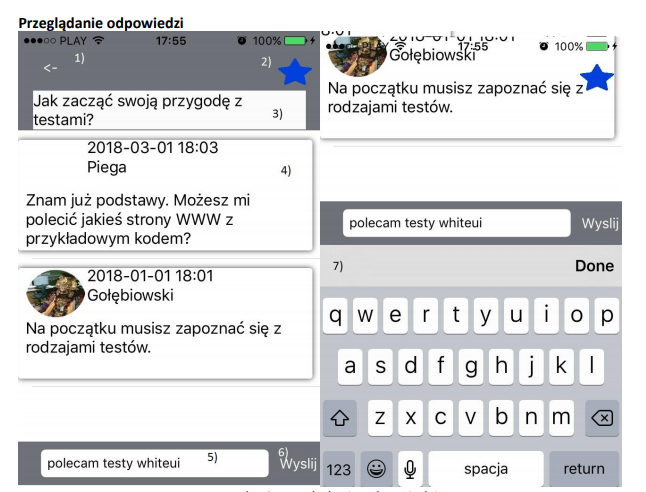 Przeglądanie odpowiedzi
PLAY 17:55 100%
1)
<-
2)
Jak zacząć swoją przygodę z
testami?
3)
2018-03-01 18:03
Piega
4)
Znam już podstawy. Możesz mi
polecić jakieś strony WWW z
przykładowym kodem?
2018-01-01 18:01
Gołębiowski
Na początku musisz zapoznać się z
rodzajami testów.
polecam testy whiteui
5)
6)
Wyslij
17:55 100%
Gołębiowski
Na początku musisz zapoznać się z
rodzajami testów.
polecam testy whiteui Wyslij
7) Done
q w e r t y u i o p
a s d f g h j k l
z x c v b n m
123 spacja return